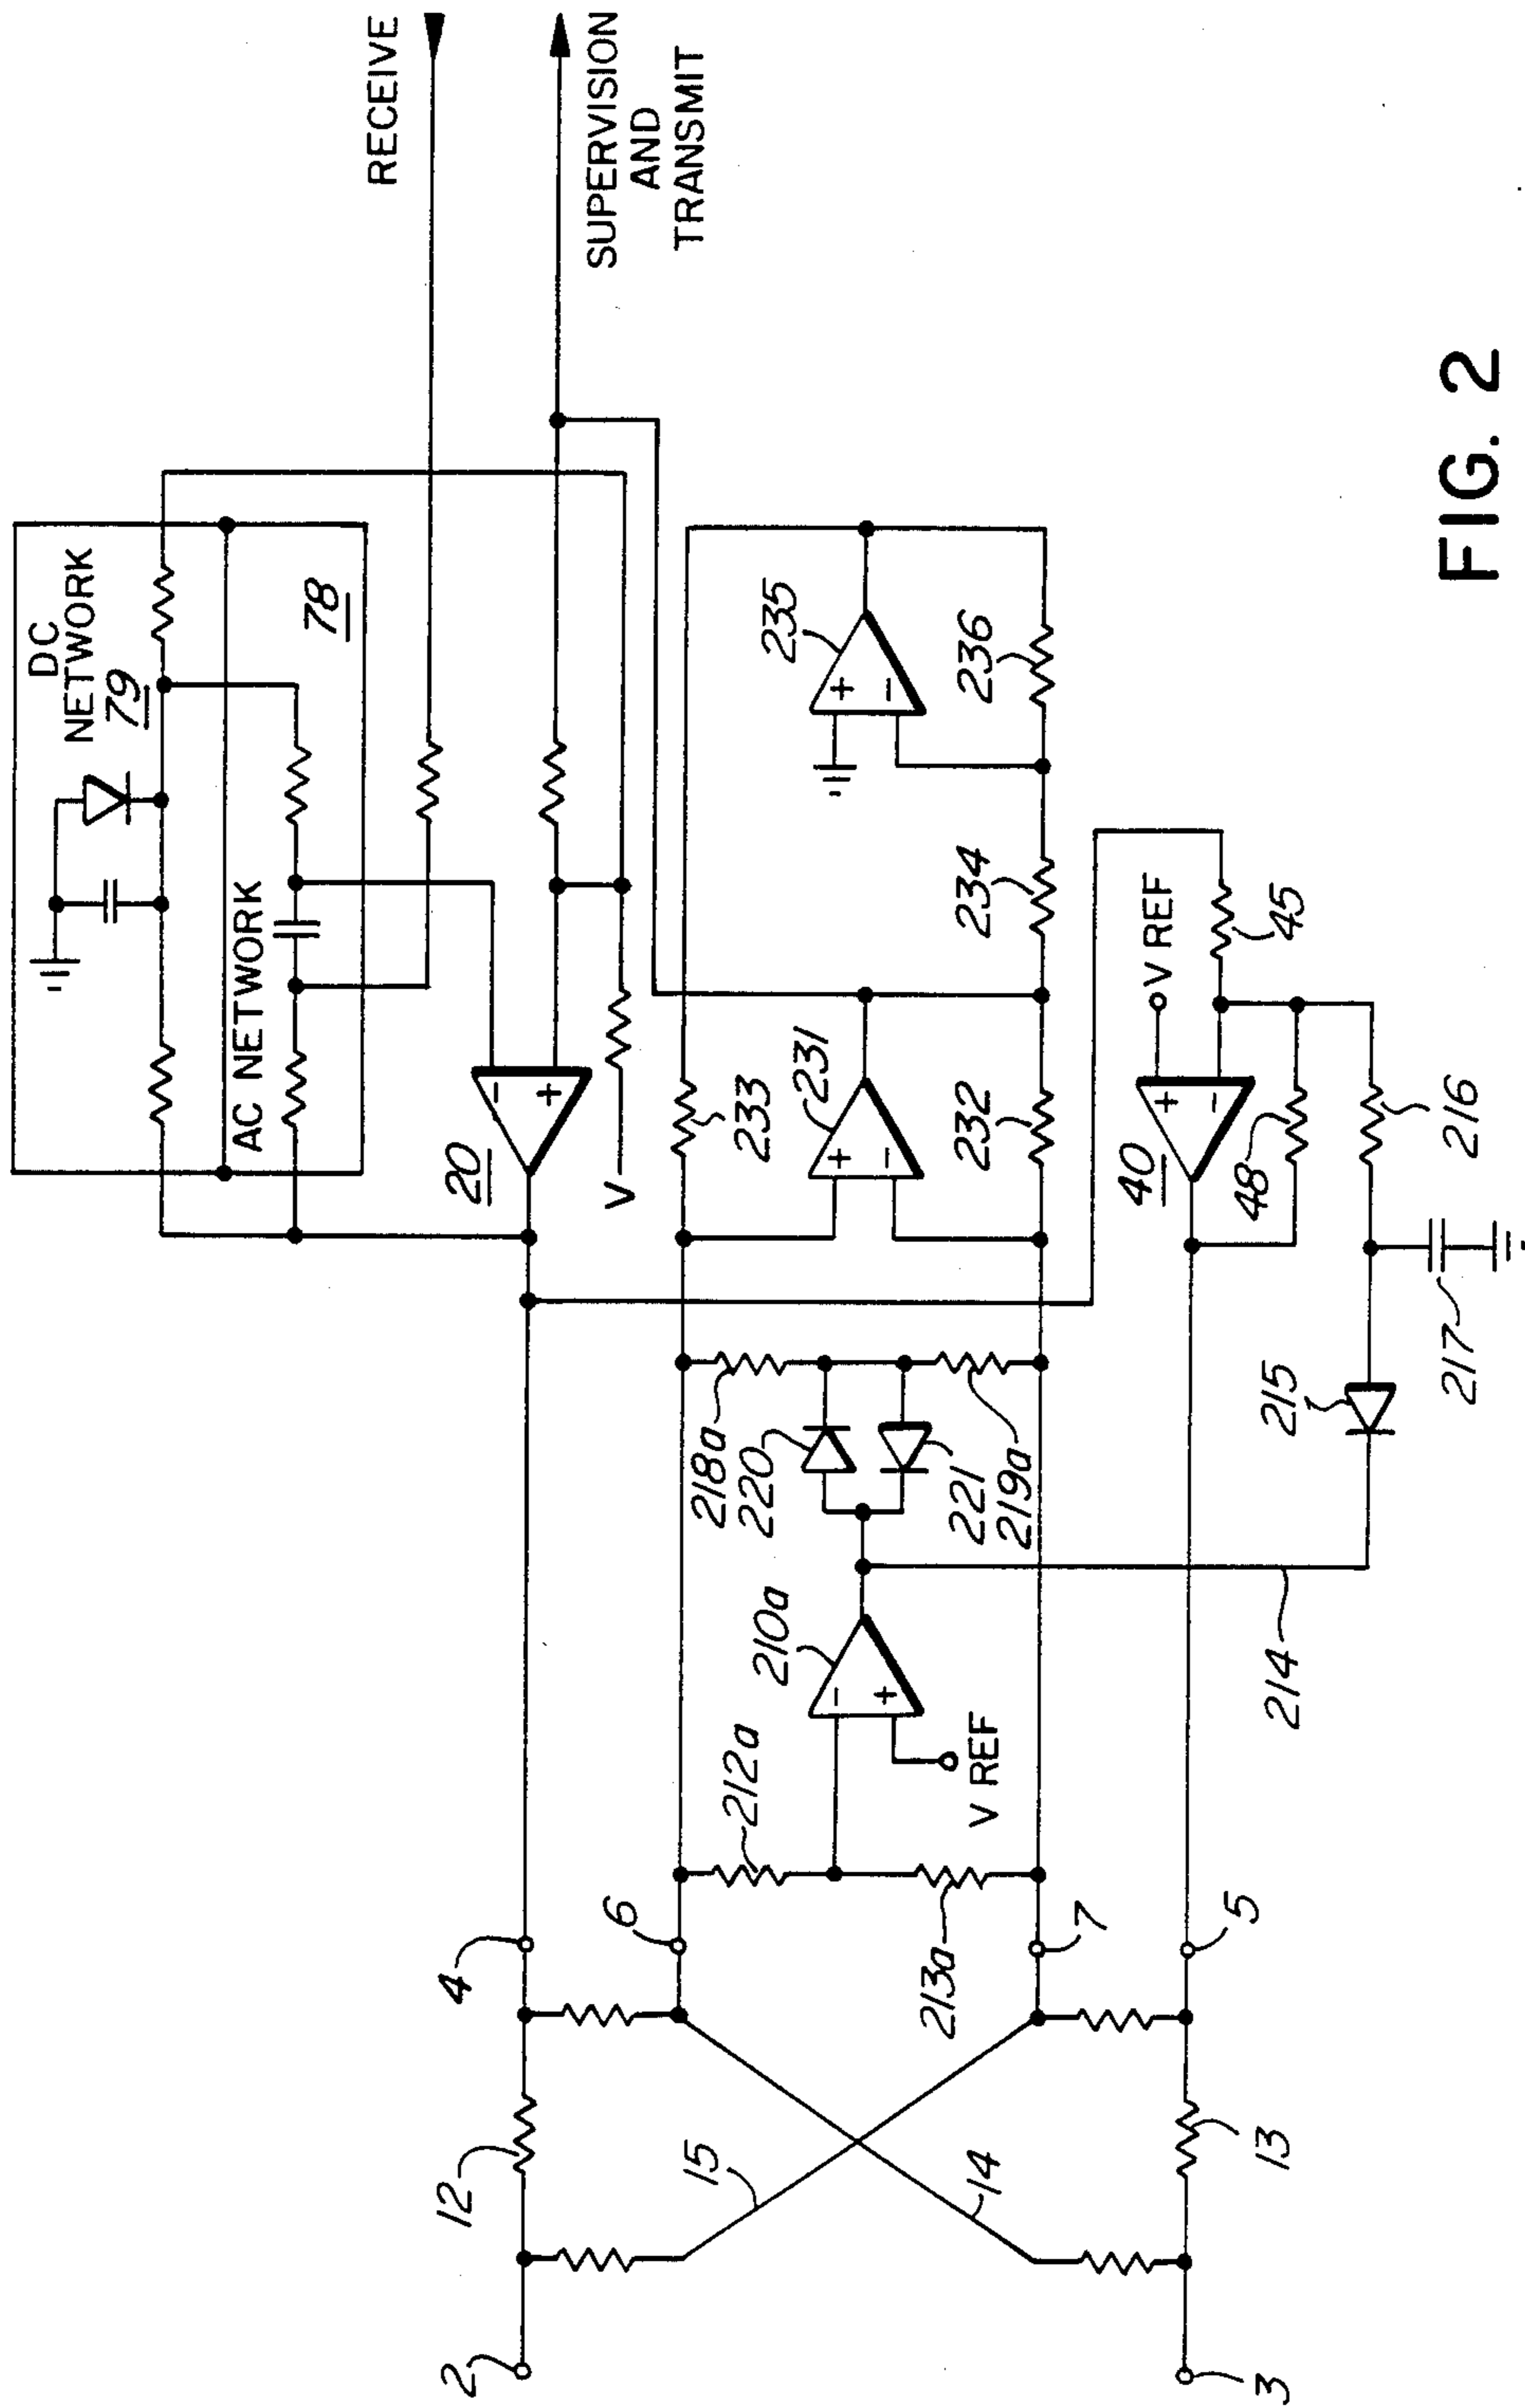 RECEIVE
SUPERVISION
AND
TRANSMIT
DC
NETWORK
79
AC NETWORK
78
20
V
233
231
232
234
235
236
V REF
45
40
48
216
217
215
214
218a
220
221
219a
210a
212a
V REF
213a
4
6
7
5
12
15
14
13
2
3
+
-
+
-
+
-
+
-
-
+
FIG. 2